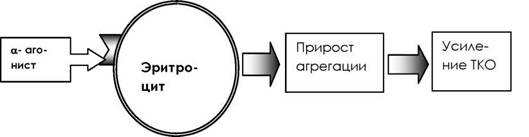 α- аго-
нист
Эритро-
цит
Прирост
агрегации
Усиле-
ние ТКО